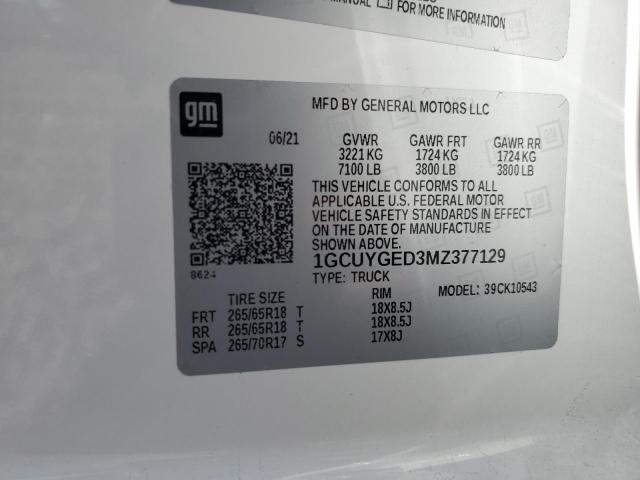 MANUAL FOR MORE INFORMATION
gm
MFD BY GENERAL MOTORS LLC
06/21 GVWR GAWR FRT GAWR RR
3221 KG 1724 KG 1724 KG
7100 LB 3800 LB 3800 LB
THIS VEHICLE CONFORMS TO ALL
APPLICABLE U.S. FEDERAL MOTOR
VEHICLE SAFETY STANDARDS IN EFFECT
ON THE DATE OF MANUFACTURE
SHOWN ABOVE.
1GCUYGED3MZ377129
8624
TYPE: TRUCK MODEL: 39CK10543
TIRE SIZE RIM
FRT 265/65R18 T 18X8.5J
RR 265/65R18 T 18X8.5J
SPA 265/70R17 S 17X8J